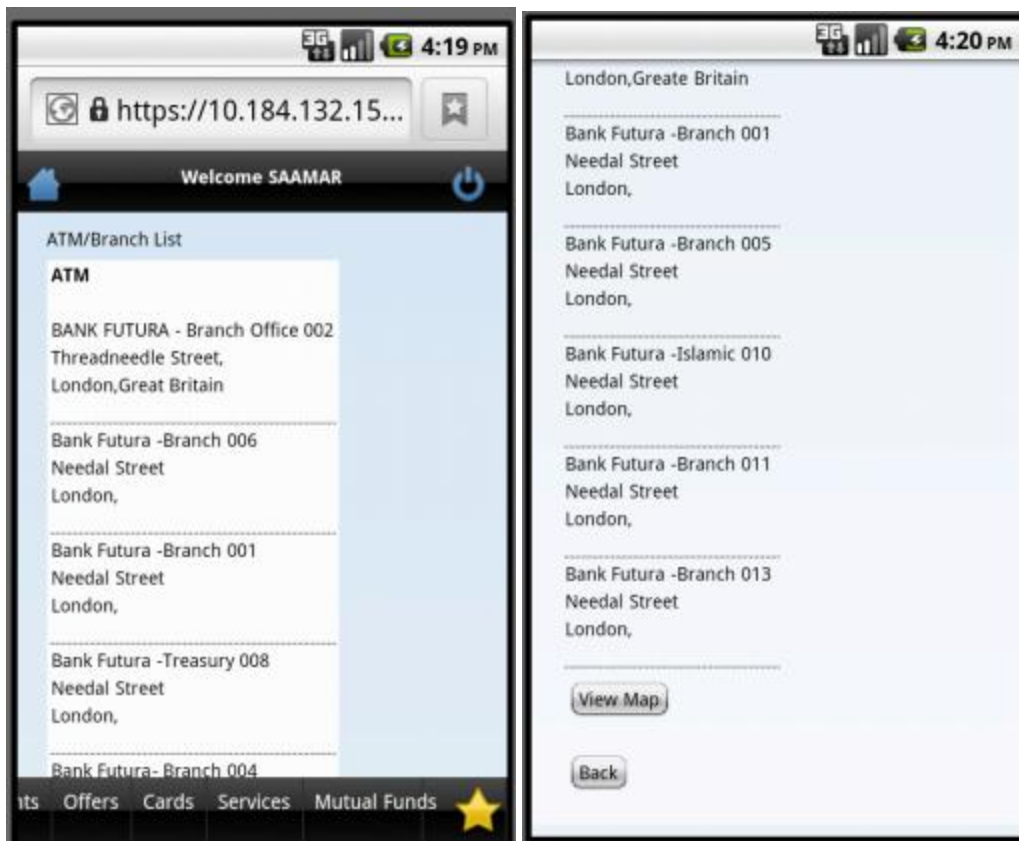 3G 4:19 PM
https://10.184.132.15...
Welcome SAAMAR
ATM/Branch List
ATM
BANK FUTURA - Branch Office 002
Threadneedle Street,
London,Great Britain
Bank Futura -Branch 006
Needal Street
London,
Bank Futura -Branch 001
Needal Street
London,
Bank Futura -Treasury 008
Needal Street
London,
Bank Futura- Branch 004
nts Offers Cards Services Mutual Funds
3G 4:20 PM
London,Greate Britain
Bank Futura -Branch 001
Needal Street
London,
Bank Futura -Branch 005
Needal Street
London,
Bank Futura -Islamic 010
Needal Street
London,
Bank Futura -Branch 011
Needal Street
London,
Bank Futura -Branch 013
Needal Street
London,
View Map
Back